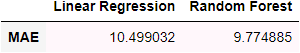 Linear Regression Random Forest
MAE 10.499032 9.774885